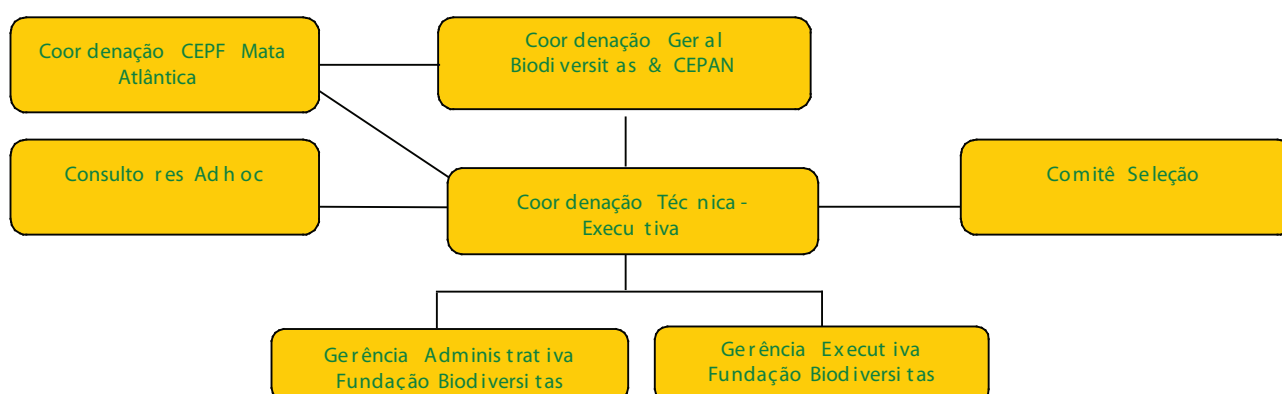 Coordenação CEPF Mata
Atlântica
Coordenação Geral
Biodiversitas & CEPAN
Consultores Ad hoc
Coordenação Técnica -
Executiva
Comitê Seleção
Gerência Administrativa
Fundação Biodiversitas
Gerência Executiva
Fundação Biodiversitas